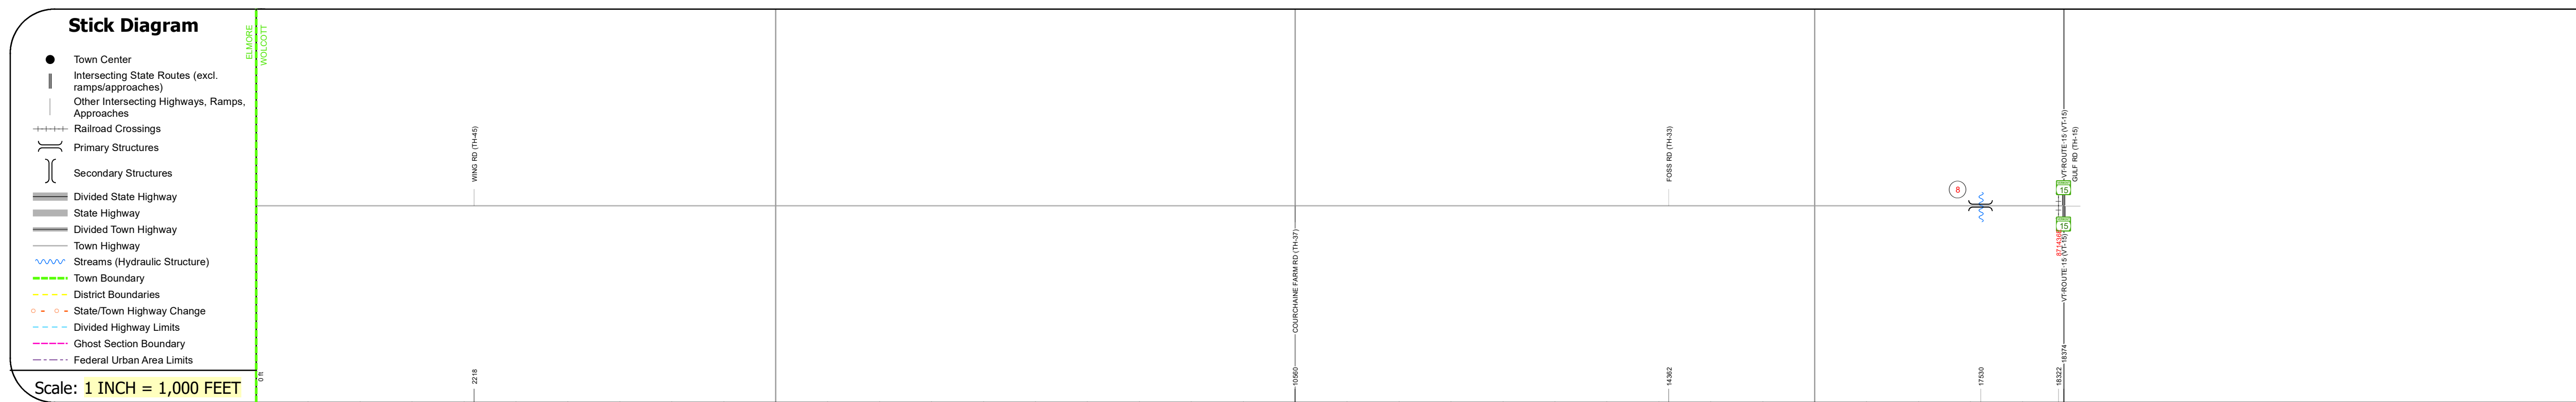 Stick Diagram
Town Center
Intersecting State Routes (excl.
ramps/approaches)
Other Intersecting Highways, Ramps,
Approaches
Railroad Crossings
Primary Structures
Secondary Structures
Divided State Highway
State Highway
Divided Town Highway
Town Highway
Streams (Hydraulic Structure)
Town Boundary
District Boundaries
State/Town Highway Change
Divided Highway Limits
Ghost Section Boundary
Federal Urban Area Limits
Scale: 1 INCH = 1,000 FEET
ELMORE
WOLCOTT
0 ft
WING RD (TH-45)
2218
COURCHAINE FARM RD (TH-37)
10560
FOSS RD (TH-33)
14362
8
17530
VT-ROUTE-15 (VT-15)
GULF RD (TH-15)
15
15
VT-ROUTE-15 (VT-15)
18322
18374